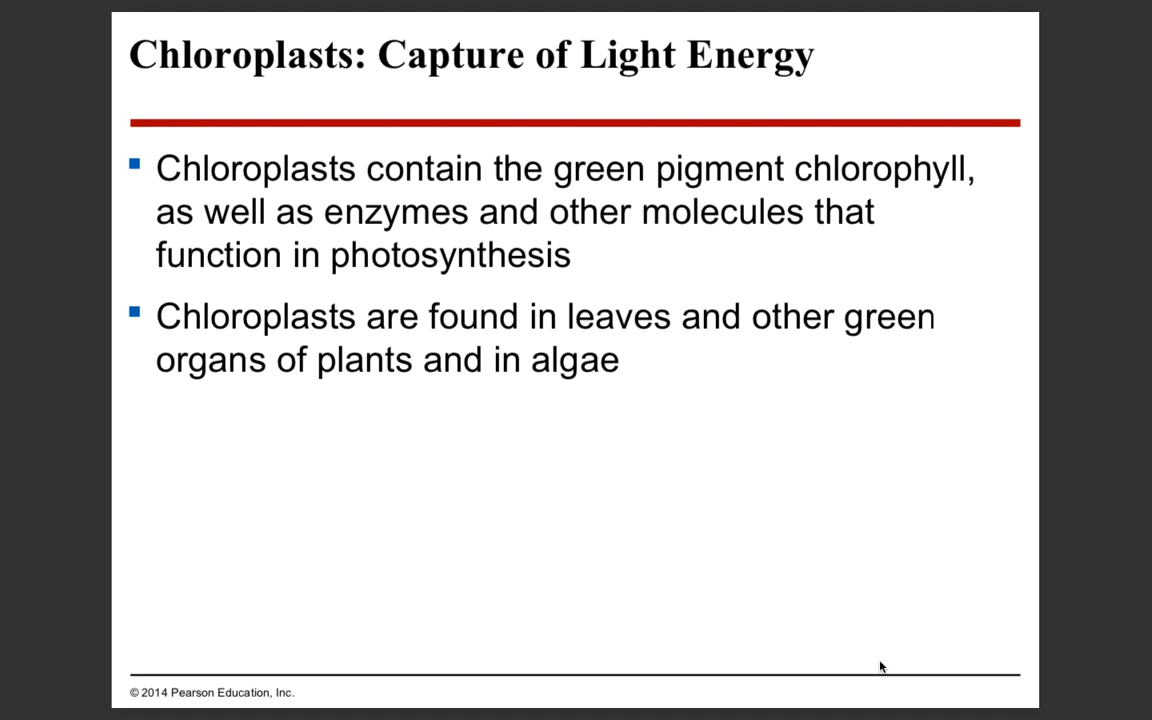 Chloroplasts: Capture of Light Energy
Chloroplasts contain the green pigment chlorophyll,
as well as enzymes and other molecules that
function in photosynthesis
Chloroplasts are found in leaves and other green
organs of plants and in algae
© 2014 Pearson Education, Inc.